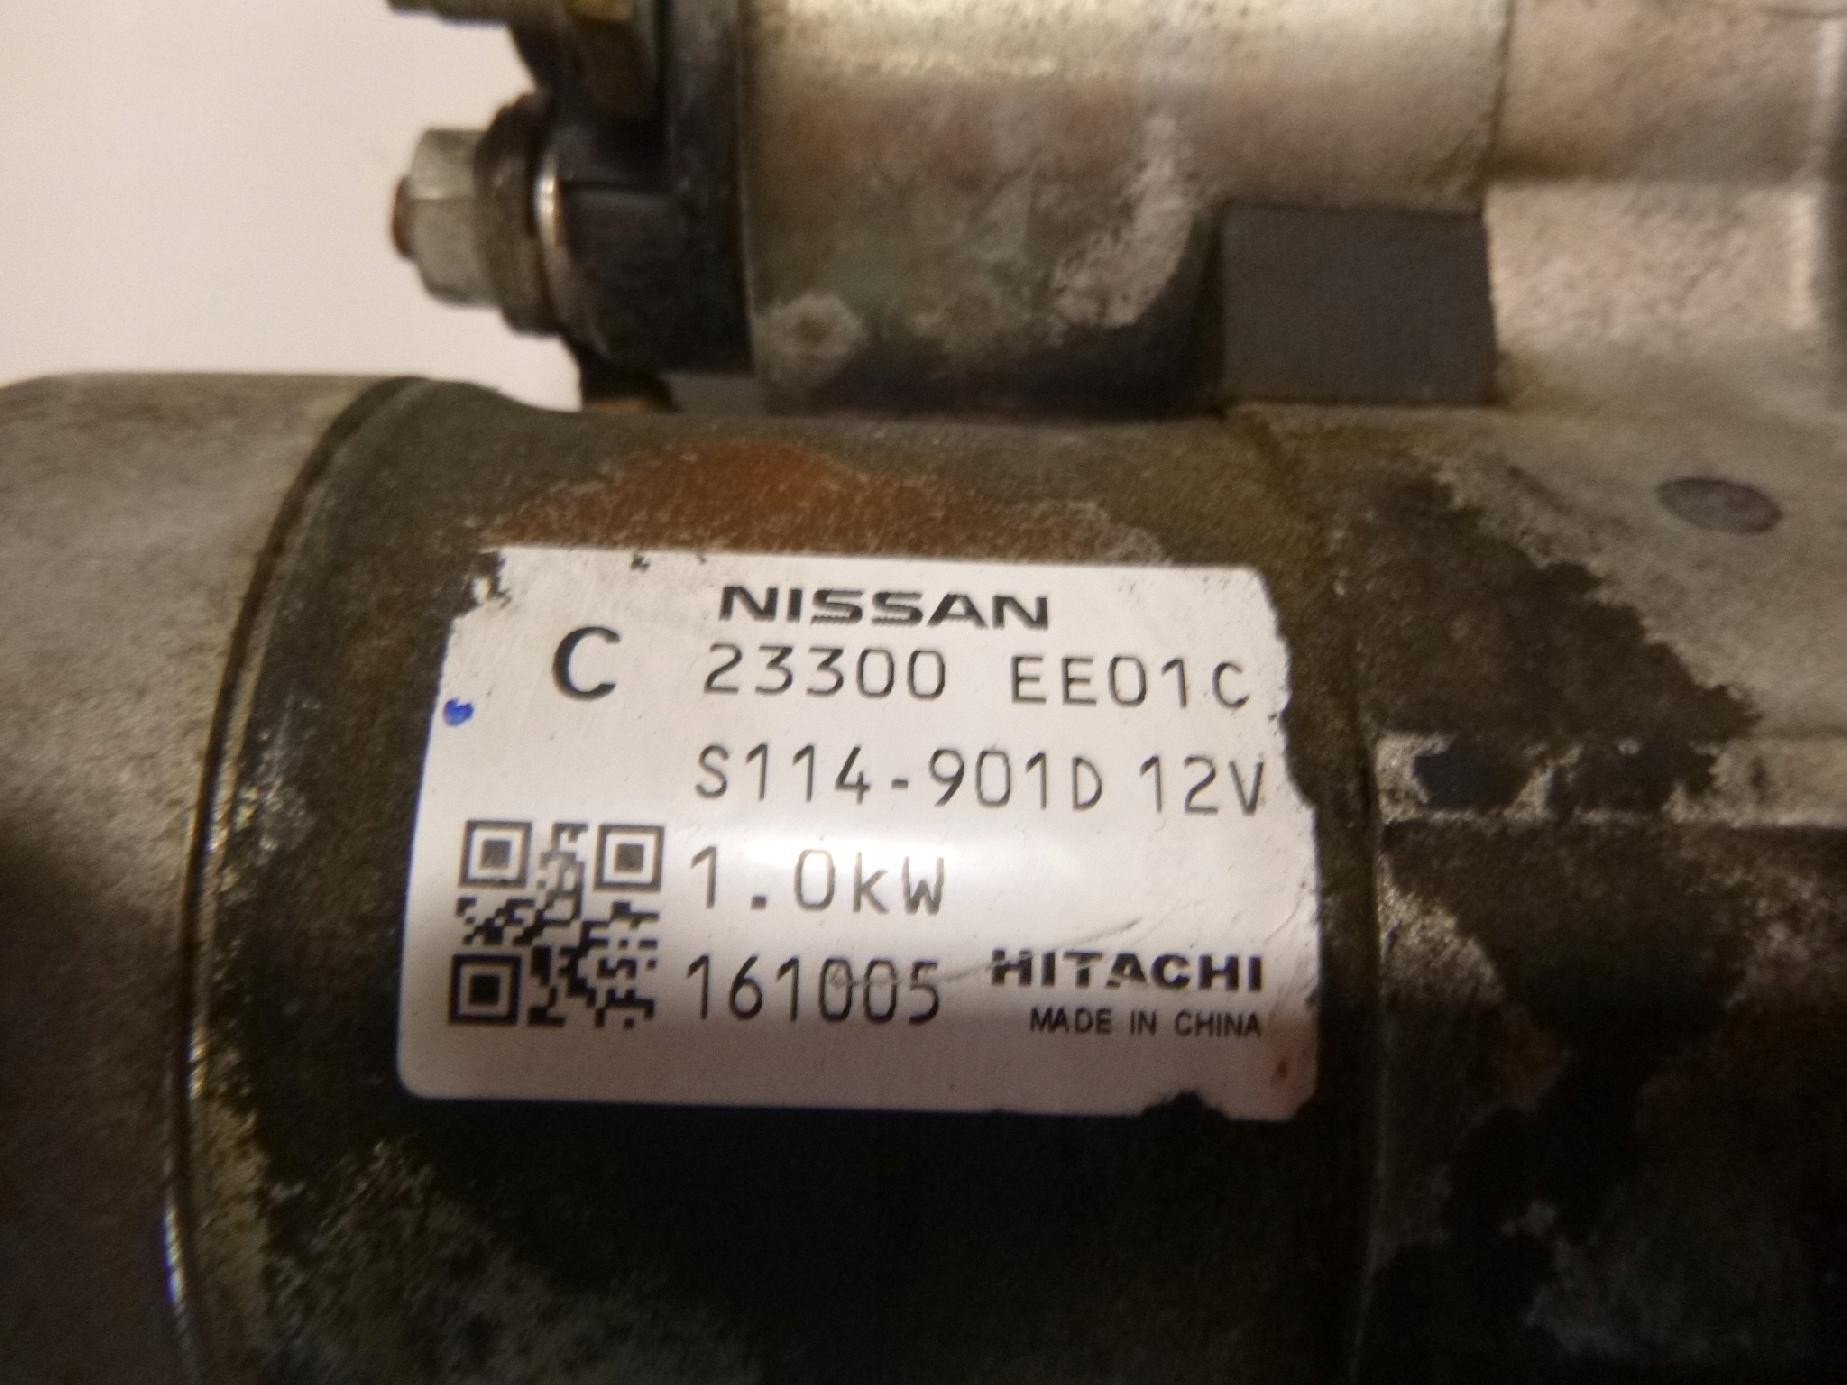 NISSAN
C 23300 EE01C
S114-901D 12V
1.0kW
161005 HITACHI
MADE IN CHINA